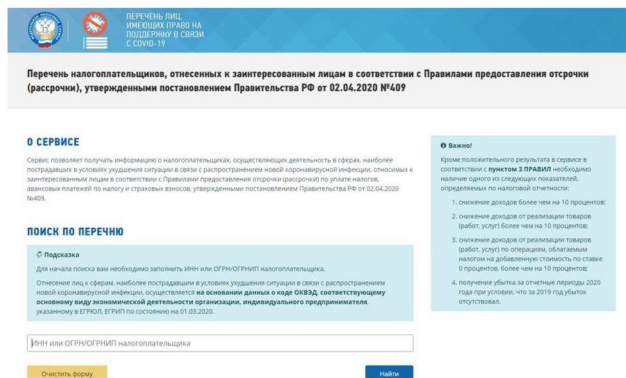 ПЕРЕЧЕНЬ ЛИЦ,
ИМЕЮЩИХ ПРАВО НА
ПОДДЕРЖКУ В СВЯЗИ
С COVID-19
Перечень налогоплательщиков, отнесенных к заинтересованным лицам в соответствии с Правилами предоставления отсрочки
(рассрочки), утвержденными постановлением Правительства РФ от 02.04.2020 №409
О СЕРВИСЕ
Сервис позволяет получать информацию о налогоплательщиках, осуществляющих деятельность в сферах, наиболее
пострадавших в условиях ухудшения ситуации в связи с распространением новой коронавирусной инфекции, относимых к
заинтересованным лицам в соответствии с Правилами предоставления отсрочки (рассрочки) по уплате налогов,
авансовых платежей по налогу и страховых взносов, утвержденными постановлением Правительства РФ от 02.04.2020
№409.
ПОИСК ПО ПЕРЕЧНЮ
Подсказка
Для начала поиска вам необходимо заполнить ИНН или ОГРН/ОГРНИП налогоплательщика.
Отнесение лиц к сферам, наиболее пострадавшим в условиях ухудшения ситуации в связи с распространением
новой коронавирусной инфекции, осуществляется на основании данных о коде ОКВЭД, соответствующему
основному виду экономической деятельности организации, индивидуального предпринимателя,
указанному в ЕГРЮЛ, ЕГРИП по состоянию на 01.03.2020.
ИНН или ОГРН/ОГРНИП налогоплательщика
Очистить форму
Найти
Важно!
Кроме положительного результата в сервисе в
соответствии с пунктом 3 ПРАВИЛ необходимо
наличие одного из следующих показателей,
определяемых по налоговой отчетности:
1. снижение доходов более чем на 10 процентов;
2. снижение доходов от реализации товаров
(работ, услуг) более чем на 10 процентов;
3. снижение доходов от реализации товаров
(работ, услуг) по операциям, облагаемым
налогом на добавленную стоимость по ставке
0 процентов, более чем на 10 процентов;
4. получение убытка за отчетные периоды 2020
года при условии, что за 2019 год убыток
отсутствовал.